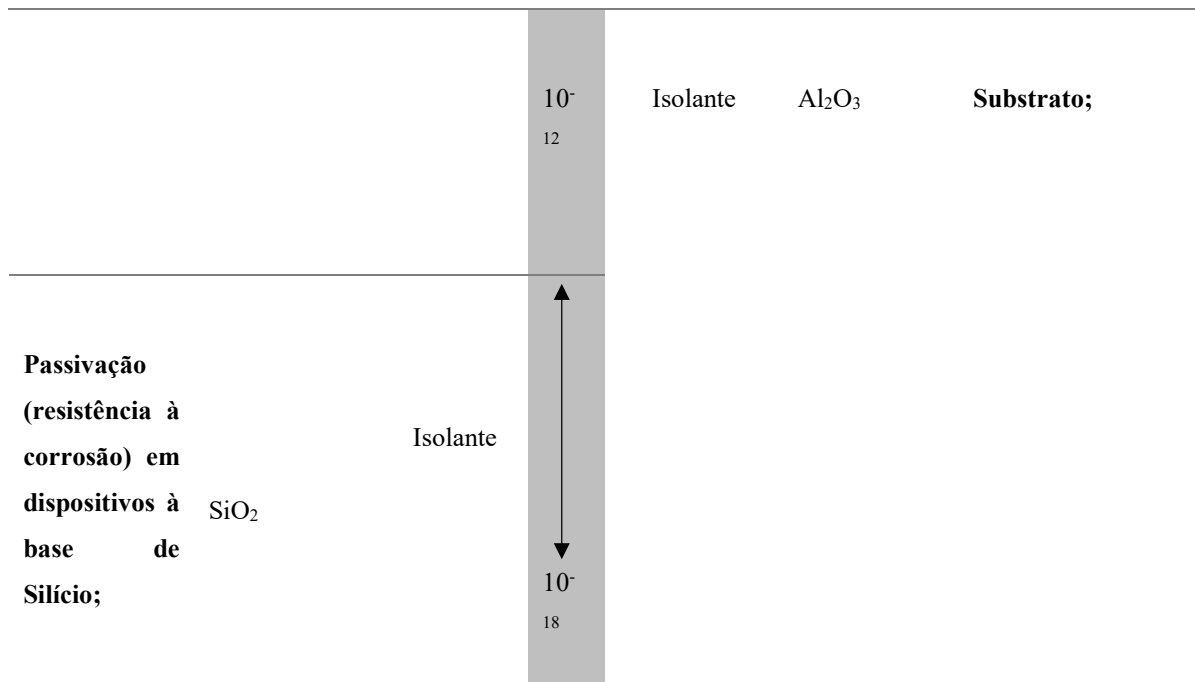 10-
12
Isolante Al₂O₃ Substrato;
Passivação
(resistência à
corrosão) em
dispositivos à
base de
Silício;
SiO₂
Isolante
10-
18